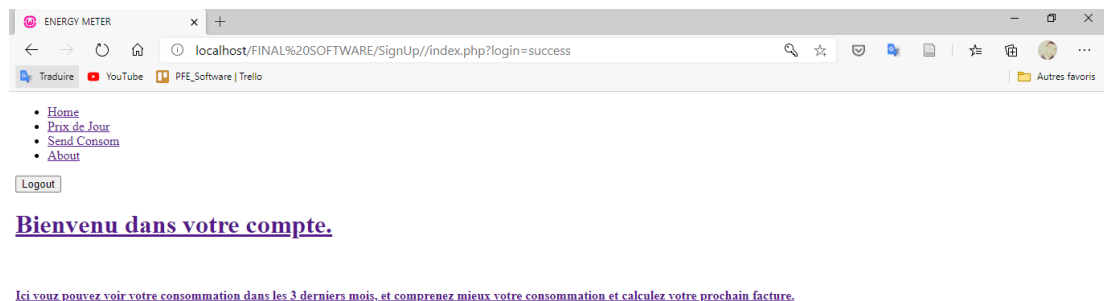 ENERGY METER
localhost/FINAL%20SOFTWARE/SignUp//index.php?login=success
Traduire YouTube PFE_Software | Trello Autres favoris
Home
Prix de Jour
Send Consom
About
Logout
Bienvenu dans votre compte.
Ici vouz pouvez voir votre consommation dans les 3 derniers mois, et comprenez mieux votre consommation et calculez votre prochain facture.